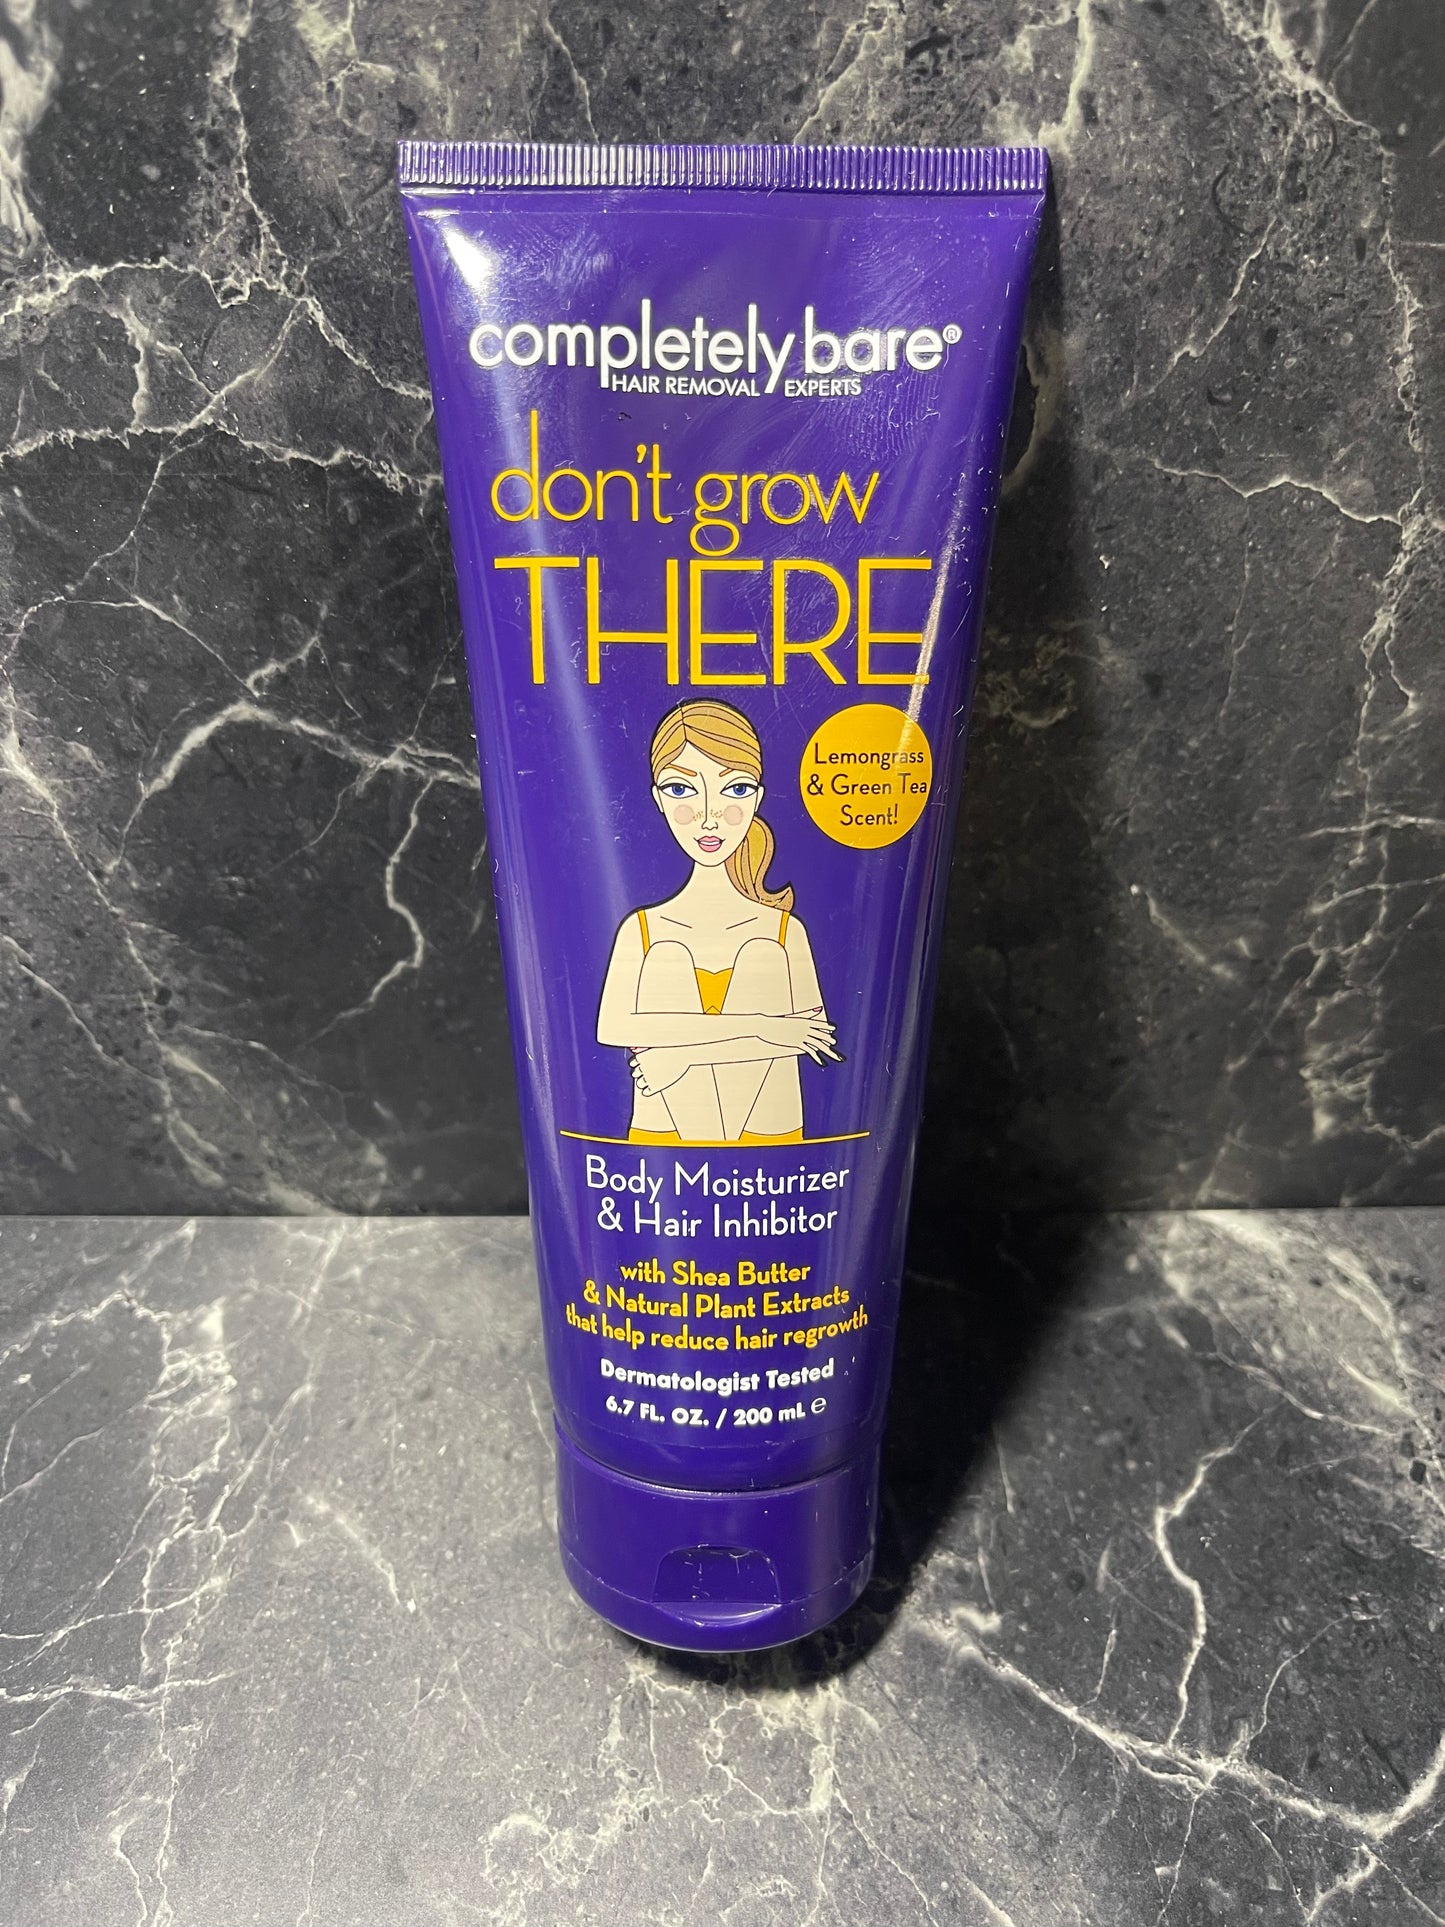 completely bare®
HAIR REMOVAL EXPERTS
don't grow
THERE
Lemongrass
& Green Tea
Scent!
Body Moisturizer
& Hair Inhibitor
with Shea Butter
& Natural Plant Extracts
that help reduce hair regrowth
Dermatologist Tested
6.7 FL. OZ. / 200 mL ℮